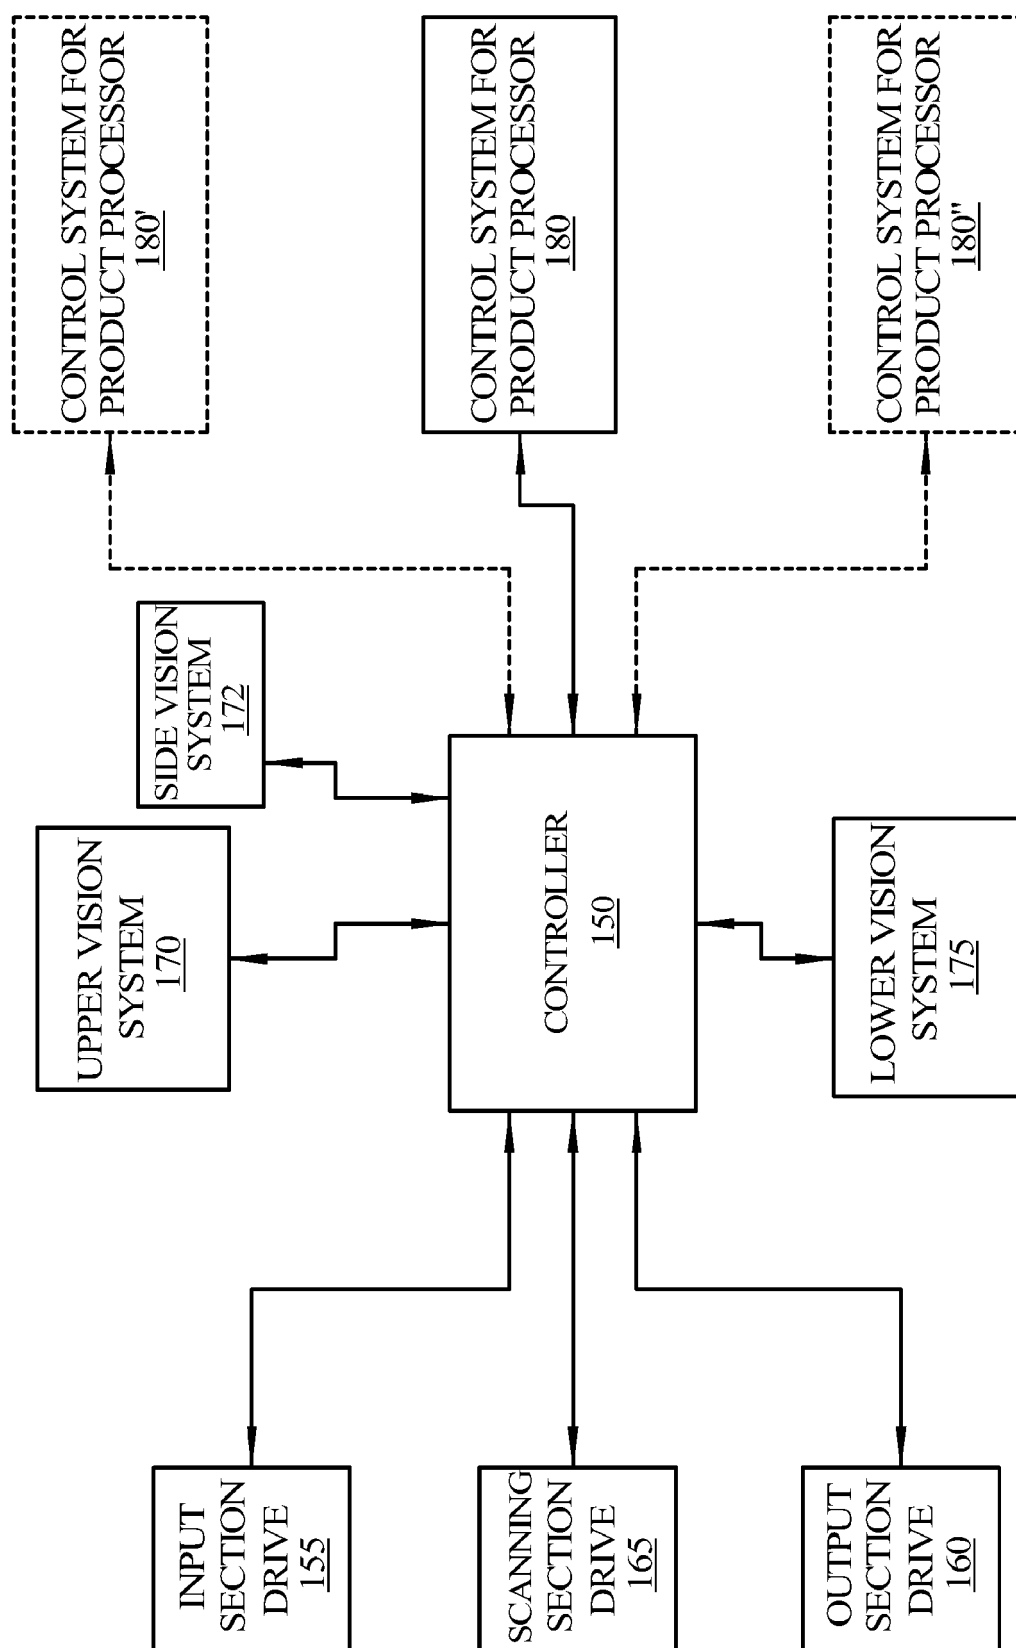 INPUT
SECTION
DRIVE
155
SCANNING
SECTION
DRIVE
165
OUTPUT
SECTION
DRIVE
160
UPPER VISION
SYSTEM
170
SIDE VISION
SYSTEM
172
CONTROLLER
150
LOWER VISION
SYSTEM
175
CONTROL SYSTEM FOR
PRODUCT PROCESSOR
180'
CONTROL SYSTEM FOR
PRODUCT PROCESSOR
180
CONTROL SYSTEM FOR
PRODUCT PROCESSOR
180"